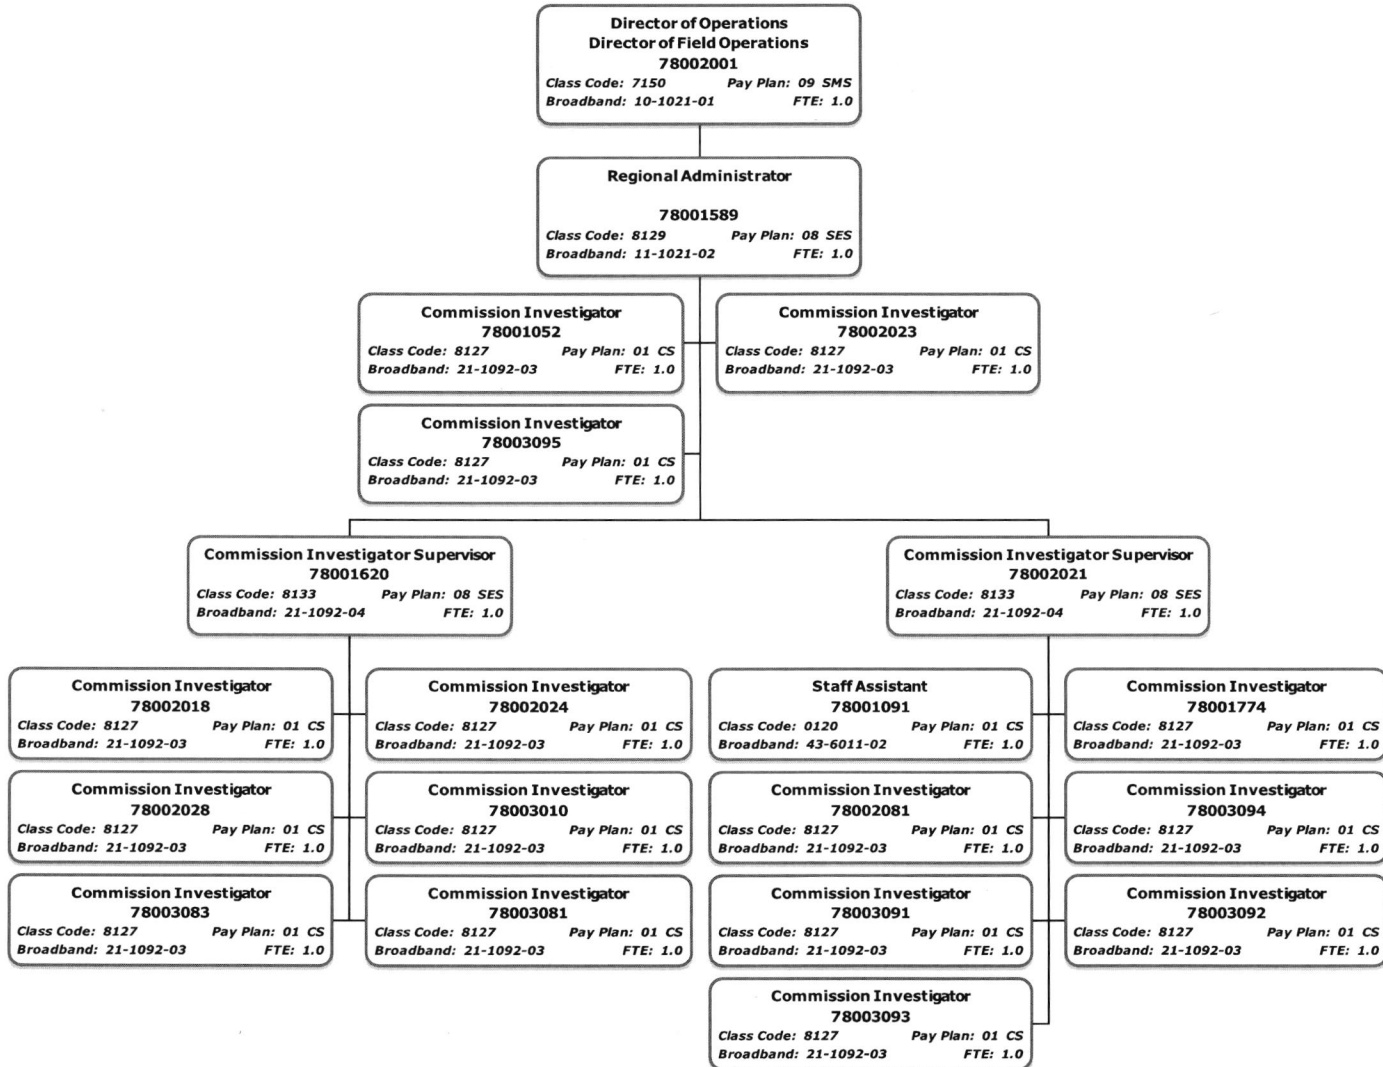 Director of Operations
Director of Field Operations
78002001
Class Code: 7150 Pay Plan: 09 SMS
Broadband: 10-1021-01 FTE: 1.0
Regional Administrator
78001589
Class Code: 8129 Pay Plan: 08 SES
Broadband: 11-1021-02 FTE: 1.0
Commission Investigator
78001052
Class Code: 8127 Pay Plan: 01 CS
Broadband: 21-1092-03 FTE: 1.0
Commission Investigator
78002023
Class Code: 8127 Pay Plan: 01 CS
Broadband: 21-1092-03 FTE: 1.0
Commission Investigator
78003095
Class Code: 8127 Pay Plan: 01 CS
Broadband: 21-1092-03 FTE: 1.0
Commission Investigator Supervisor
78001620
Class Code: 8133 Pay Plan: 08 SES
Broadband: 21-1092-04 FTE: 1.0
Commission Investigator Supervisor
78002021
Class Code: 8133 Pay Plan: 08 SES
Broadband: 21-1092-04 FTE: 1.0
Commission Investigator
78002018
Class Code: 8127 Pay Plan: 01 CS
Broadband: 21-1092-03 FTE: 1.0
Commission Investigator
78002024
Class Code: 8127 Pay Plan: 01 CS
Broadband: 21-1092-03 FTE: 1.0
Staff Assistant
78001091
Class Code: 0120 Pay Plan: 01 CS
Broadband: 43-6011-02 FTE: 1.0
Commission Investigator
78001774
Class Code: 8127 Pay Plan: 01 CS
Broadband: 21-1092-03 FTE: 1.0
Commission Investigator
78002028
Class Code: 8127 Pay Plan: 01 CS
Broadband: 21-1092-03 FTE: 1.0
Commission Investigator
78003010
Class Code: 8127 Pay Plan: 01 CS
Broadband: 21-1092-03 FTE: 1.0
Commission Investigator
78002081
Class Code: 8127 Pay Plan: 01 CS
Broadband: 21-1092-03 FTE: 1.0
Commission Investigator
78003094
Class Code: 8127 Pay Plan: 01 CS
Broadband: 21-1092-03 FTE: 1.0
Commission Investigator
78003083
Class Code: 8127 Pay Plan: 01 CS
Broadband: 21-1092-03 FTE: 1.0
Commission Investigator
78003081
Class Code: 8127 Pay Plan: 01 CS
Broadband: 21-1092-03 FTE: 1.0
Commission Investigator
78003091
Class Code: 8127 Pay Plan: 01 CS
Broadband: 21-1092-03 FTE: 1.0
Commission Investigator
78003092
Class Code: 8127 Pay Plan: 01 CS
Broadband: 21-1092-03 FTE: 1.0
Commission Investigator
78003093
Class Code: 8127 Pay Plan: 01 CS
Broadband: 21-1092-03 FTE: 1.0